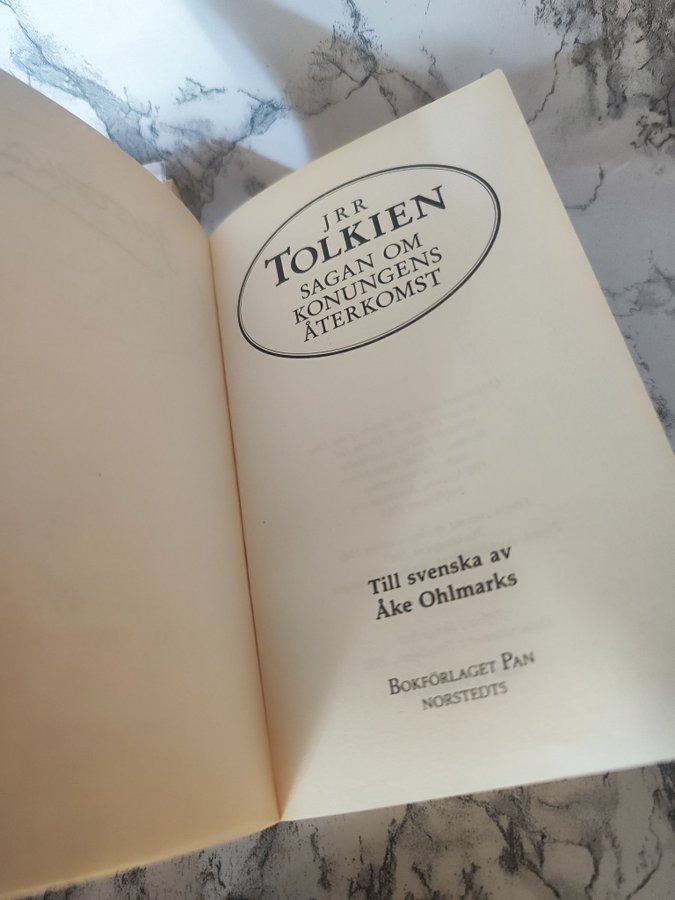 JRR
TOLKIEN
SAGAN OM
KONUNGENS
ÅTERKOMST
Till svenska av
Åke Ohlmarks
BOKFÖRLAGET PAN
NORSTEDTS